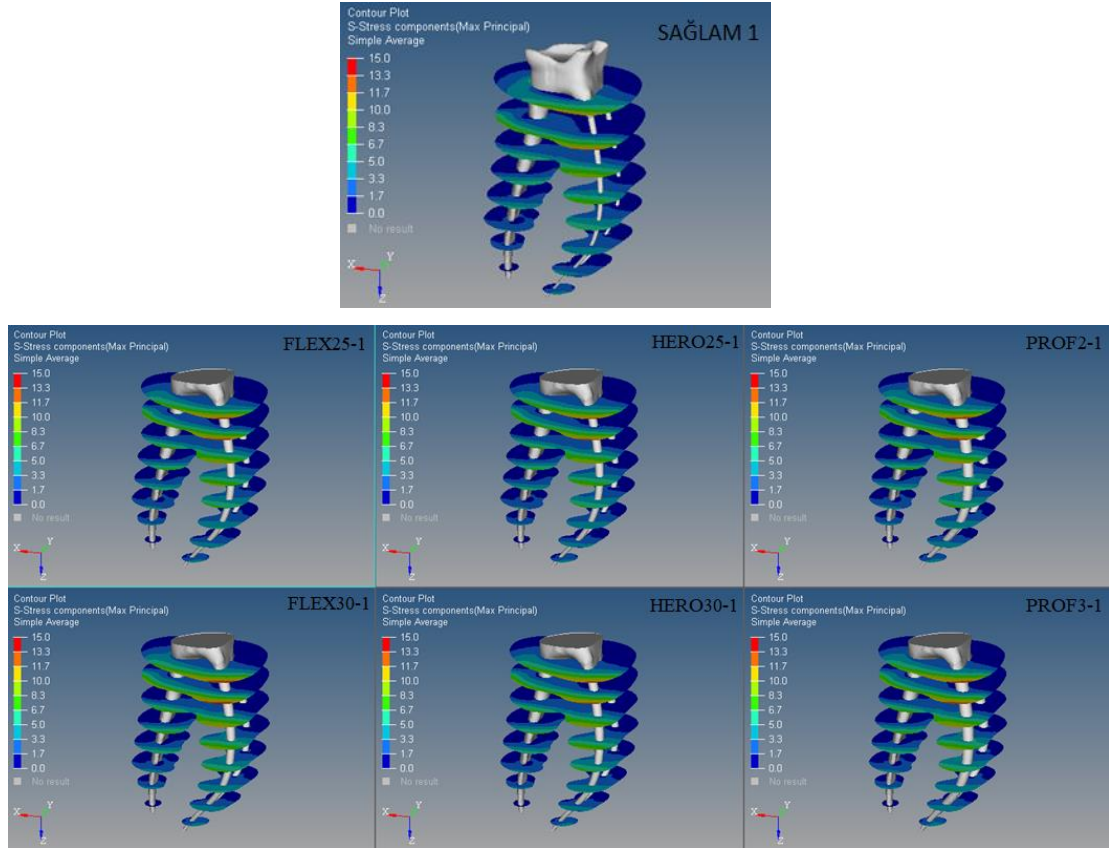 Contour Plot
S-Stress components(Max Principal)
Simple Average
SAĞLAM 1
15.0
13.3
11.7
10.0
8.3
6.7
5.0
3.3
1.7
0.0
No result
X
Y
Z
Contour Plot
S-Stress components(Max Principal)
Simple Average
FLEX25-1
15.0
13.3
11.7
10.0
8.3
6.7
5.0
3.3
1.7
0.0
No result
X
Y
Z
Contour Plot
S-Stress components(Max Principal)
Simple Average
HERO25-1
15.0
13.3
11.7
10.0
8.3
6.7
5.0
3.3
1.7
0.0
No result
X
Y
Z
Contour Plot
S-Stress components(Max Principal)
Simple Average
PROF2-1
15.0
13.3
11.7
10.0
8.3
6.7
5.0
3.3
1.7
0.0
No result
X
Y
Z
Contour Plot
S-Stress components(Max Principal)
Simple Average
FLEX30-1
15.0
13.3
11.7
10.0
8.3
6.7
5.0
3.3
1.7
0.0
No result
X
Y
Z
Contour Plot
S-Stress components(Max Principal)
Simple Average
HERO30-1
15.0
13.3
11.7
10.0
8.3
6.7
5.0
3.3
1.7
0.0
No result
X
Y
Z
Contour Plot
S-Stress components(Max Principal)
Simple Average
PROF3-1
15.0
13.3
11.7
10.0
8.3
6.7
5.0
3.3
1.7
0.0
No result
X
Y
Z